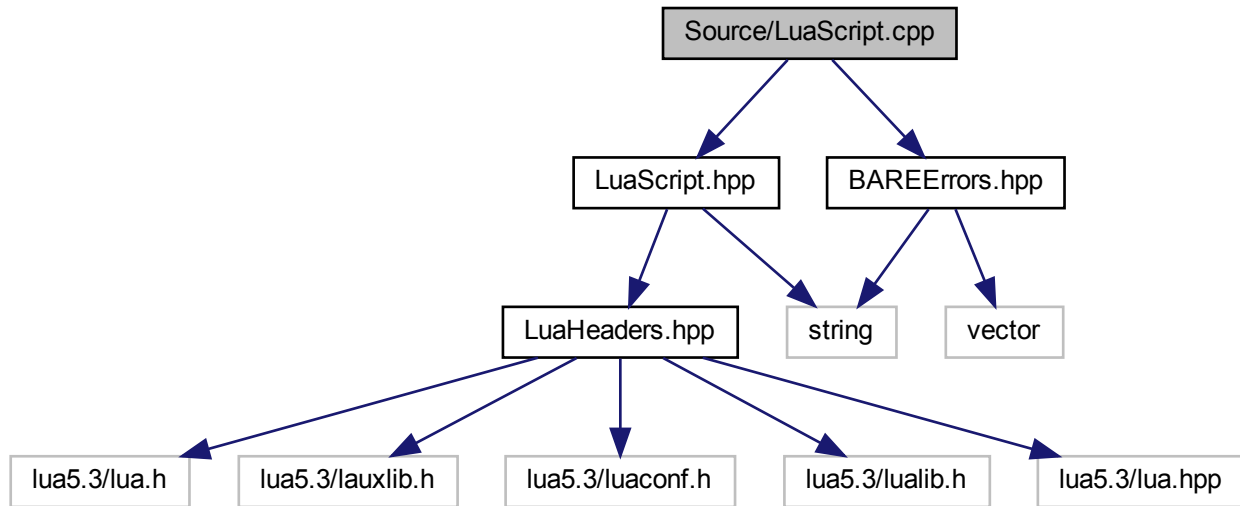 Source/LuaScript.cpp
LuaScript.hpp
BAREErrors.hpp
LuaHeaders.hpp
string
vector
lua5.3/lua.h
lua5.3/lauxlib.h
lua5.3/luaconf.h
lua5.3/lualib.h
lua5.3/lua.hpp